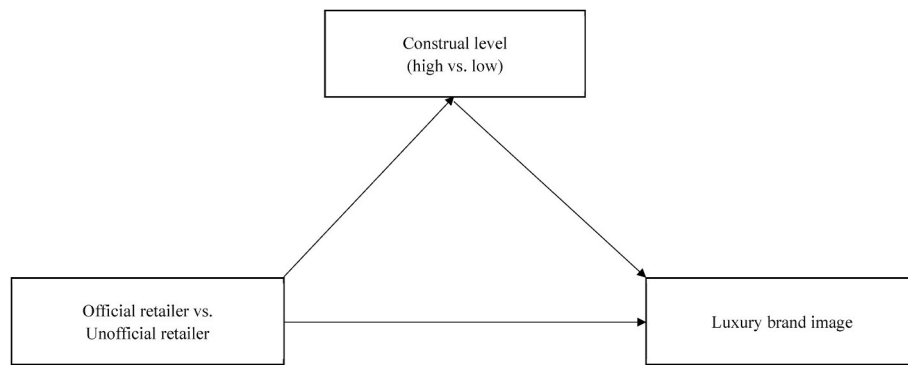 Construal level
(high vs. low)
Official retailer vs.
Unofficial retailer
Luxury brand image